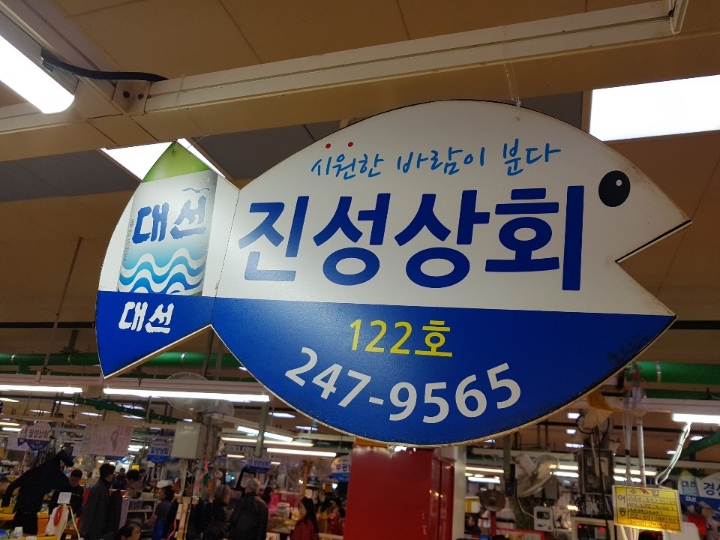 시원한 바람이 분다
대선
진성상회
대선
122호
247-9565